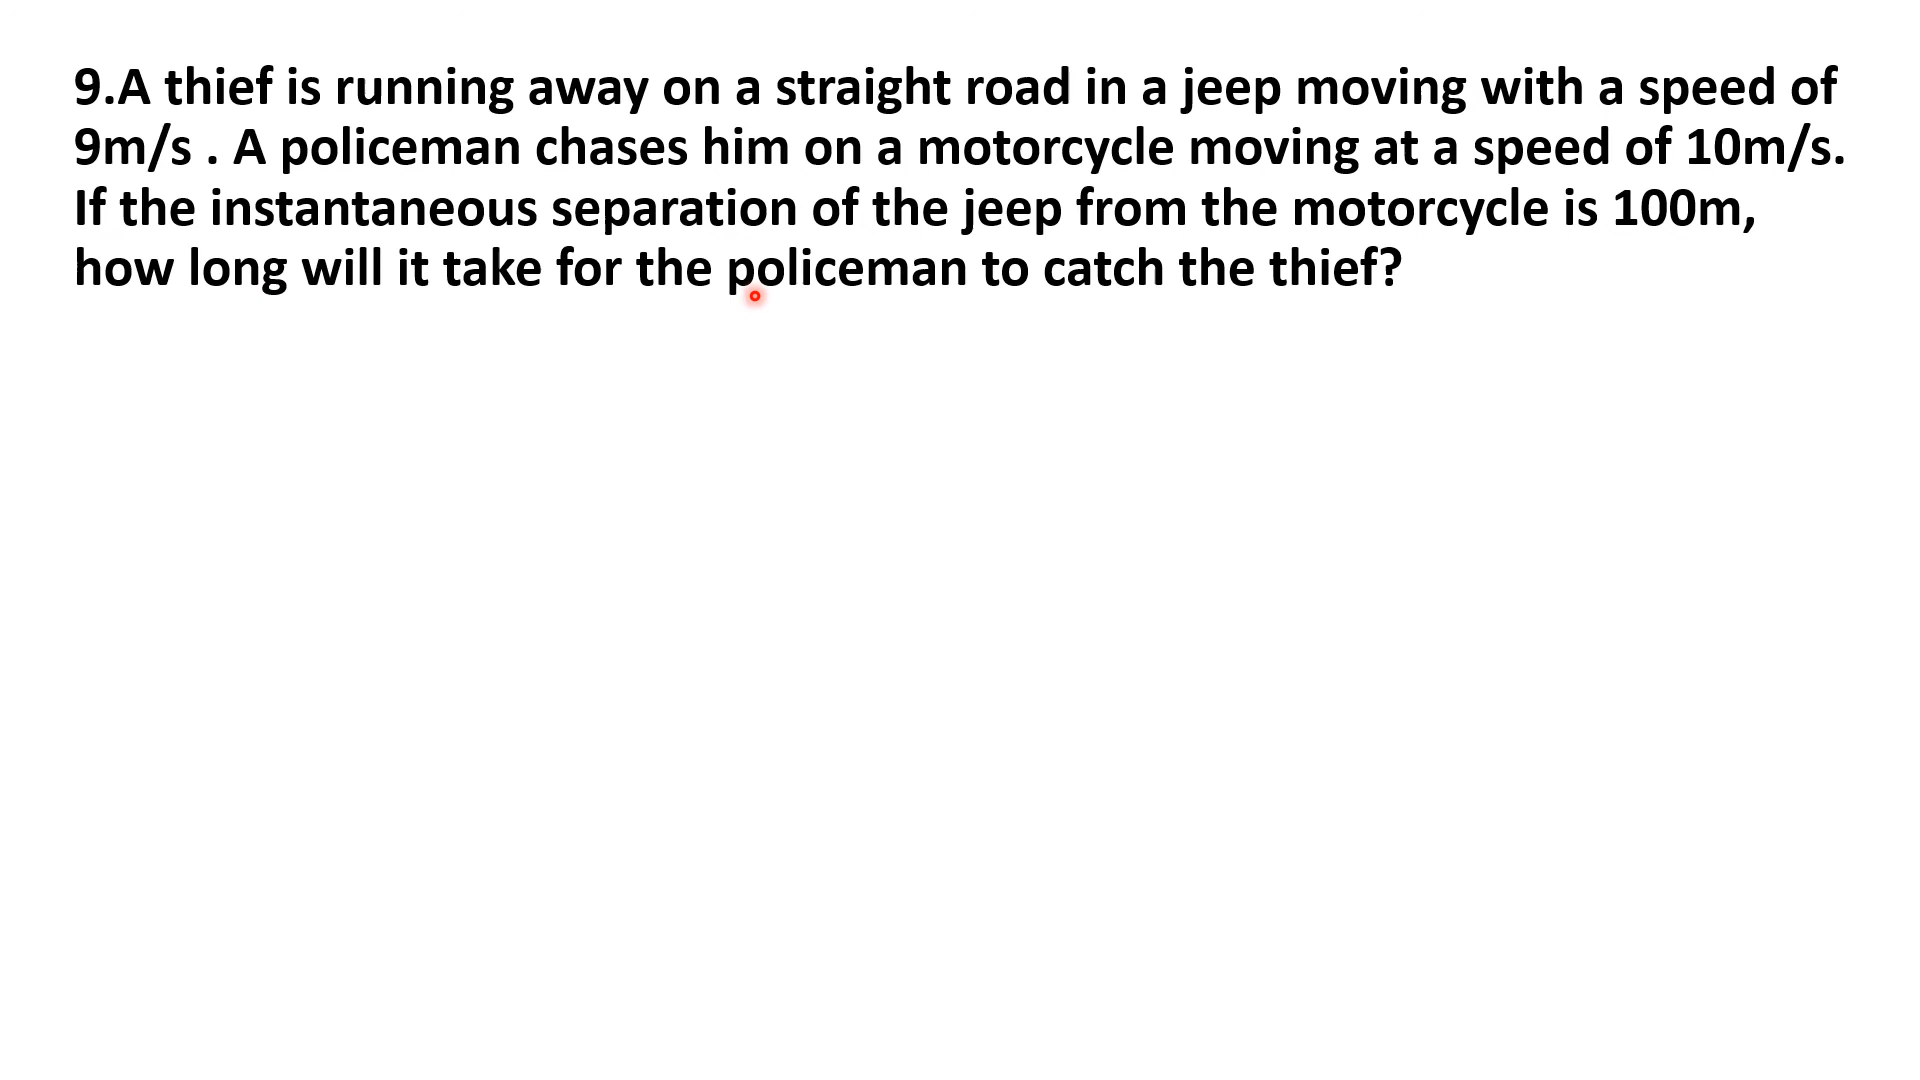 9.A thief is running away on a straight road in a jeep moving with a speed of
9m/s . A policeman chases him on a motorcycle moving at a speed of 10m/s.
If the instantaneous separation of the jeep from the motorcycle is 100m,
how long will it take for the policeman to catch the thief?